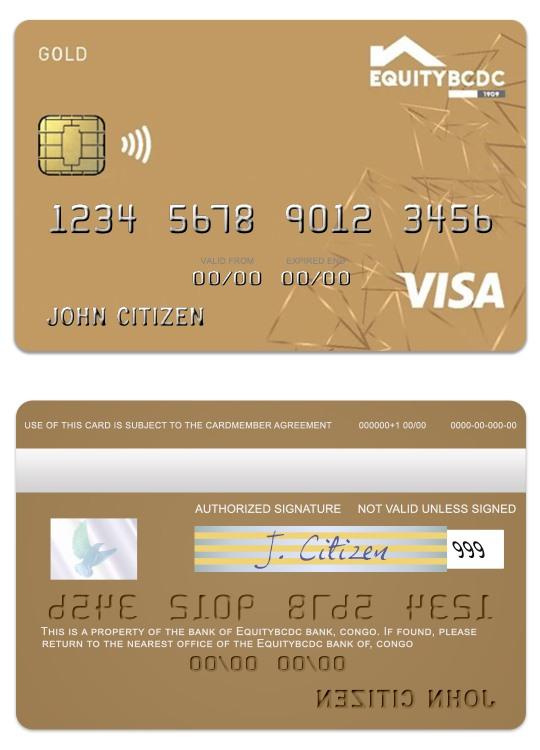 GOLD
EQUITYBCDC
1909
1234 5678 9012 3456
VALID FROM EXPIRED END
00/00 00/00
VISA
JOHN CITIZEN
USE OF THIS CARD IS SUBJECT TO THE CARDMEMBER AGREEMENT 000000+1 00/00 0000-00-000-00
AUTHORIZED SIGNATURE NOT VALID UNLESS SIGNED
J. Citizen 999
1234 5678 9012 3456
THIS IS A PROPERTY OF THE BANK OF EQUITYBCDC BANK, CONGO. IF FOUND, PLEASE
RETURN TO THE NEAREST OFFICE OF THE EQUITYBCDC BANK OF, CONGO
00/00 00/00
JOHN CITIZEN